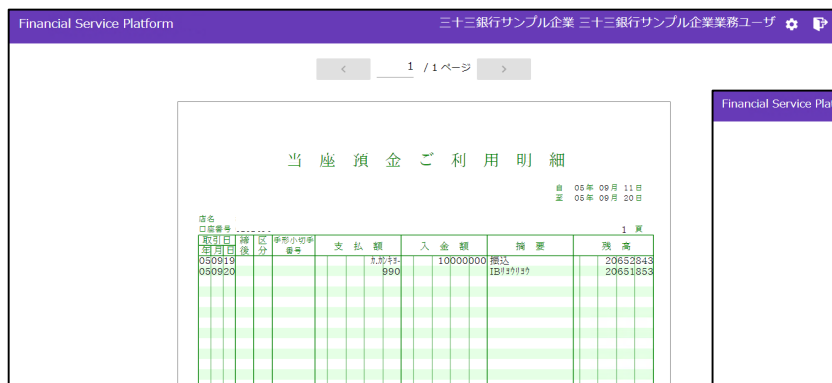 Financial Service Platform
三十三銀行サンプル企業 三十三銀行サンプル企業業務ユーザ
< 1 / 1 ページ >
Financial Service Plat
当座預金ご利用明細
自 05年 09月 11日
至 05年 09月 20日
店名
口座番号
1 頁
取引日 年月日 締後 区分 手形小切手番号 支払額 入金額 摘要 残高
050919 10000000 振込 20652843
050920 990 IBリヨウリヨウ 20651853